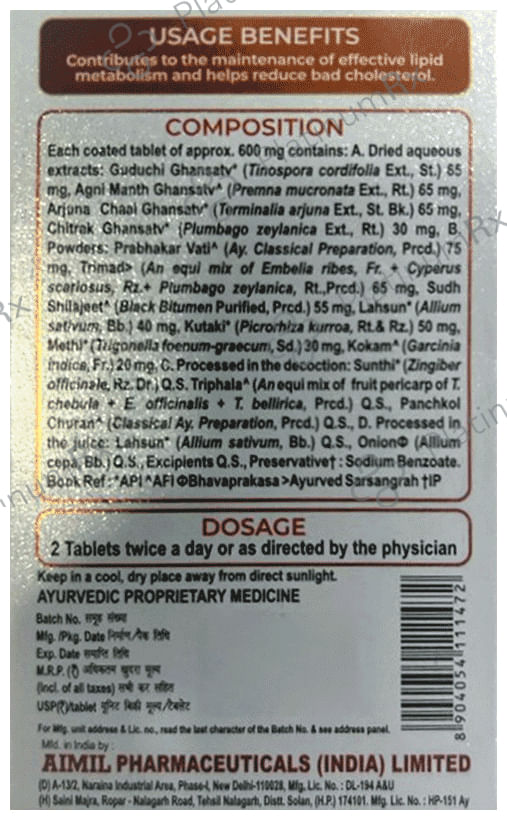 USAGE BENEFITS
Contributes to the maintenance of effective lipid
metabolism and helps reduce bad cholesterol.
COMPOSITION
Each coated tablet of approx. 600 mg contains: A. Dried aqueous
extracts: Guduchi Ghansatv* (Tinospora cordifolia Ext., St.) 65
mg, Agni Manth Ghansatv^ (Premna mucronata Ext., Rt.) 65 mg,
Arjuna Chaal Ghansatv* (Terminalia arjuna Ext., St. Bk.) 65 mg,
Chitrak Ghansatv* (Plumbago zeylanica Ext., Rt.) 30 mg, B.
Powders: Prabhakar Vati^ (Ay. Classical Preparation, Prcd.) 75
mg, Trimad> (An equi mix of Embelia ribes, Fr. + Cyperus
scariosus, Rz.+ Plumbago zeylanica, Rt.,Prcd.) 65 mg, Sudh
Shilajeet^ (Black Bitumen Purified, Prcd.) 55 mg, Lahsun* (Allium
sativum, Bb.) 40 mg, Kutaki* (Picrorhiza kurroa, Rt.& Rz.) 50 mg,
Methi* (Trigonella foenum-graecum, Sd.) 30 mg, Kokam^ (Garcinia
indica, Fr.) 20 mg, C. Processed in the decoction: Sunthi* (Zingiber
officinale, Rz. Dr.) Q.S. Triphala^ (An equi mix of fruit pericarp of T.
chebula + E. officinalis + T. bellirica, Prcd.) Q.S., Panchkol
Churan^ (Classical Ay. Preparation, Prcd.) Q.S., D. Processed in
the juice: Lahsun* (Allium sativum, Bb.) Q.S., OnionΦ (Allium
cepa, Bb.) Q.S., Excipients Q.S., Preservative† : Sodium Benzoate.
Book Ref : *API ^AFI ΦBhavaprakasa >Ayurved Sarsangrah †IP
DOSAGE
2 Tablets twice a day or as directed by the physician
Keep in a cool, dry place away from direct sunlight.
AYURVEDIC PROPRIETARY MEDICINE
Batch No. समूह संख्या
Mfg. /Pkg. Date निर्माण/पैक तिथि
Exp. Date समाप्ति तिथि
M.R.P. (₹) अधिकतम खुदरा मूल्य
(Incl. of all taxes) सभी कर सहित
USP(₹)/tablet यूनिट बिक्री मूल्य/टैबलेट
8904054111472
For Mfg. unit address & Lic. no., read the last character of the Batch No. & see address panel.
Mfd. in India by :
AIMIL PHARMACEUTICALS (INDIA) LIMITED
(D) A-13/2, Naraina Industrial Area, Phase-I, New Delhi-110028, Mfg. Lic. No. : DL-194 A&U
(H) Saini Majra, Ropar - Nalagarh Road, Tehsil Nalagarh, Distt. Solan, (H.P.) 174101. Mfg. Lic. No. : HP-151 Ay